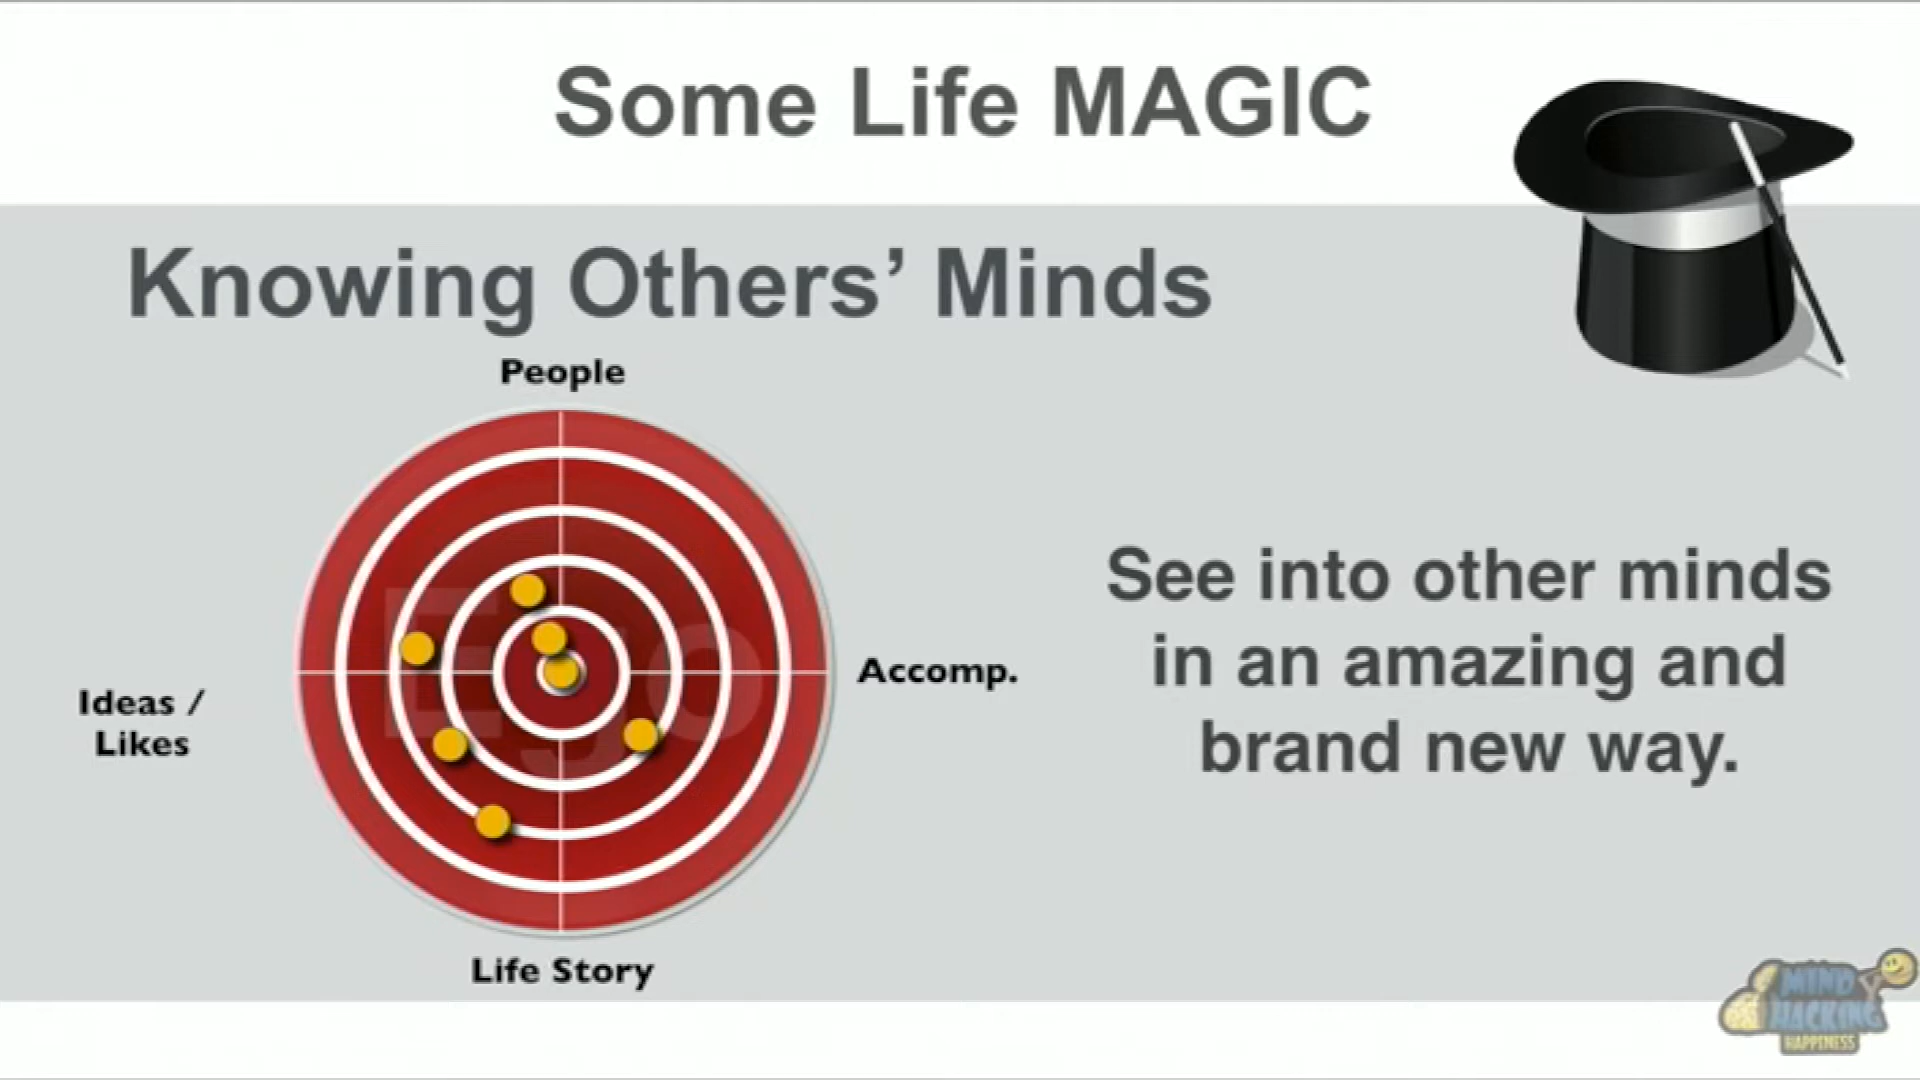 Some Life MAGIC
Knowing Others’ Minds
People
Ideas /
Likes
Ego
Accomp.
Life Story
See into other minds
in an amazing and
brand new way.
MIND
HACKING
HAPPINESS